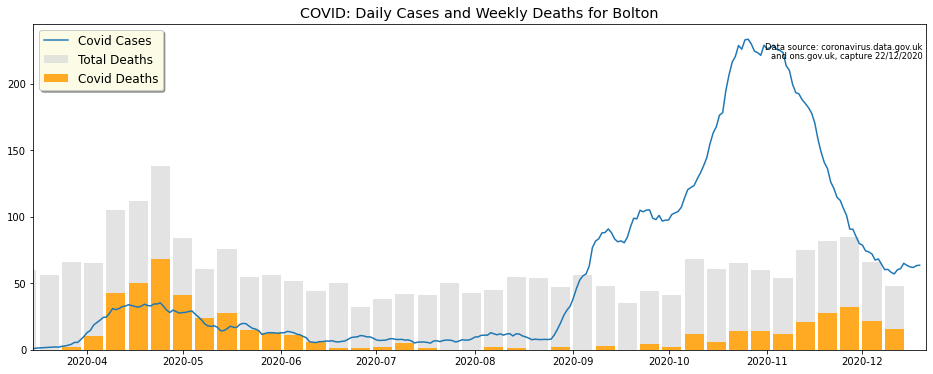 COVID: Daily Cases and Weekly Deaths for Bolton
Covid Cases
Total Deaths
Covid Deaths
Data source: coronavirus.data.gov.uk
and ons.gov.uk, capture 22/12/2020
200
150
100
50
0
2020-04 2020-05 2020-06 2020-07 2020-08 2020-09 2020-10 2020-11 2020-12